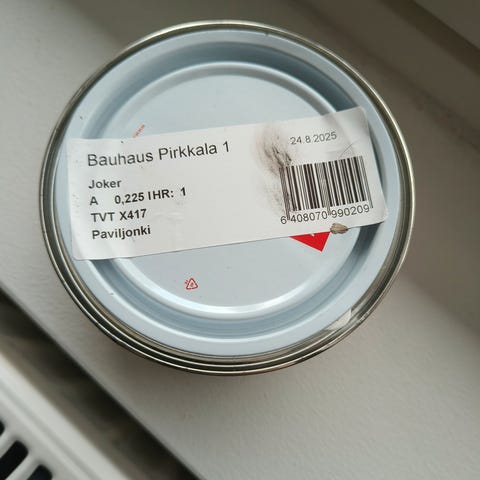 Bauhaus Pirkkala 1
24.8.2025
Joker
A 0,225 l HR: 1
TVT X417
Paviljonki
6 408070 990209